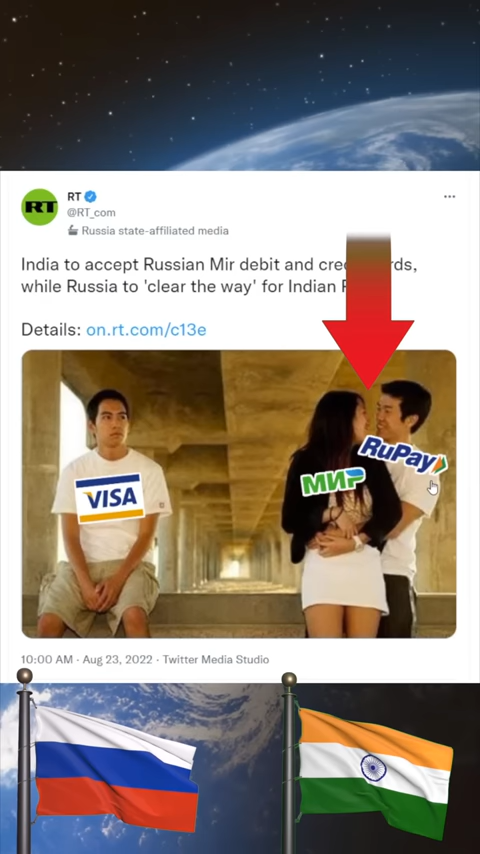 RT
RT
@RT_com
Russia state-affiliated media
India to accept Russian Mir debit and
while Russia to 'clear the way' for Indian
Details: on.rt.com/c13e
VISA
МИР
RuPay
10:00 AM · Aug 23, 2022 · Twitter Media Studio